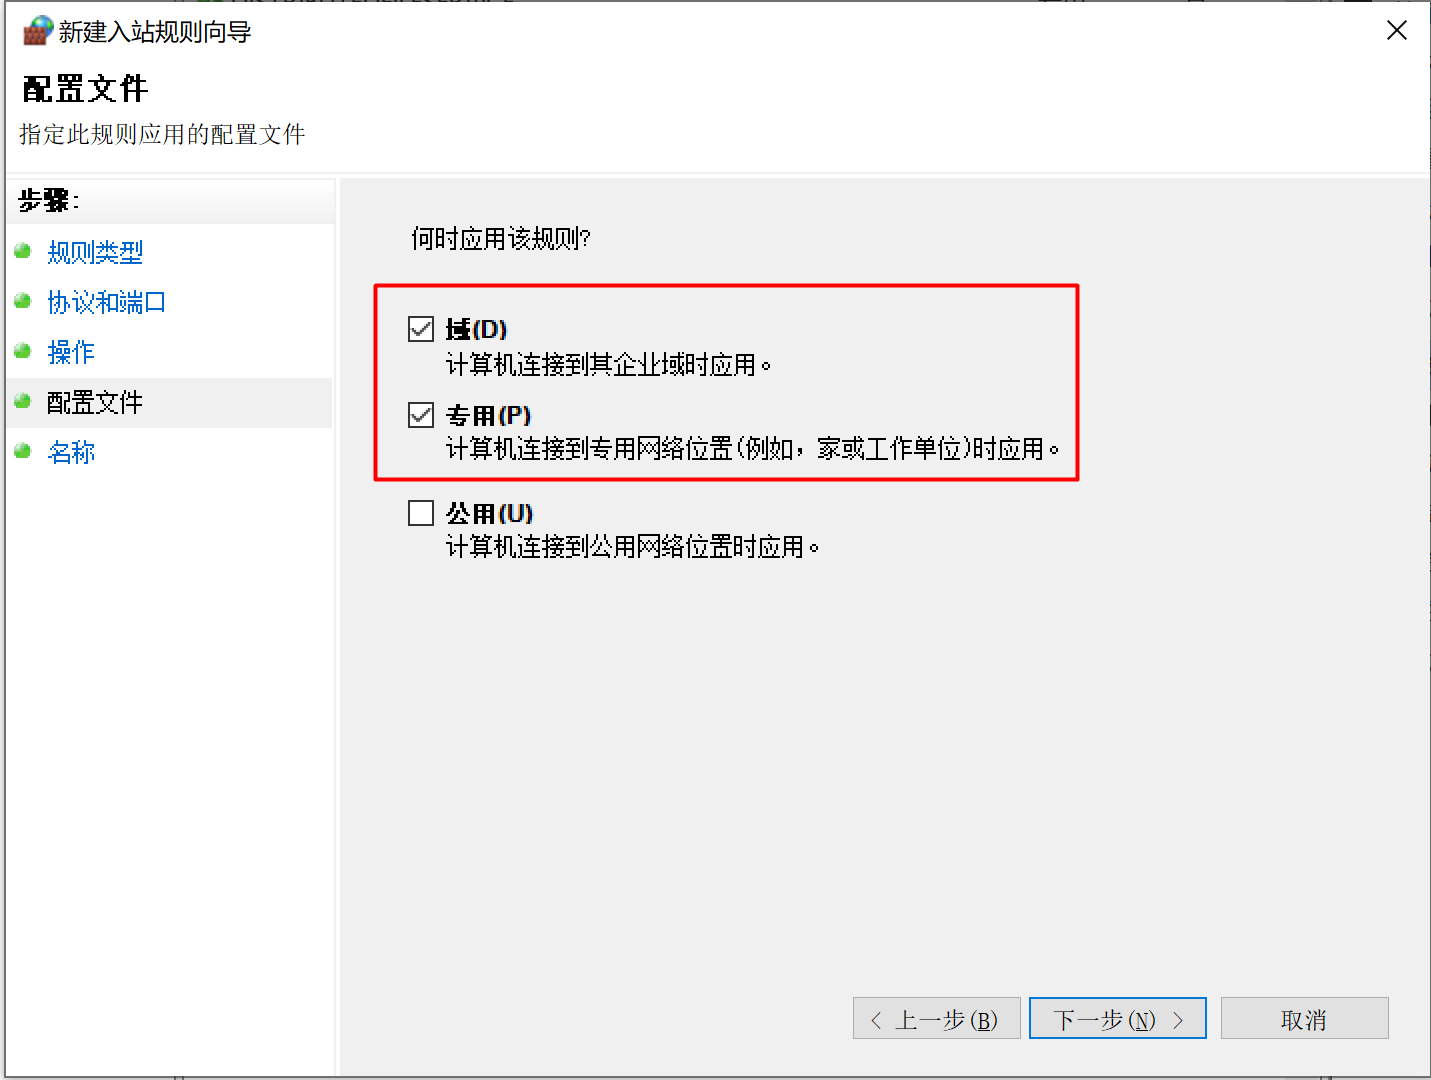 新建入站规则向导
配置文件
指定此规则应用的配置文件
步骤:
规则类型
协议和端口
操作
配置文件
名称
何时应用该规则?
域(D)
计算机连接到其企业域时应用。
专用(P)
计算机连接到专用网络位置(例如，家或工作单位)时应用。
公用(U)
计算机连接到公用网络位置时应用。
< 上一步(B)
下一步(N) >
取消